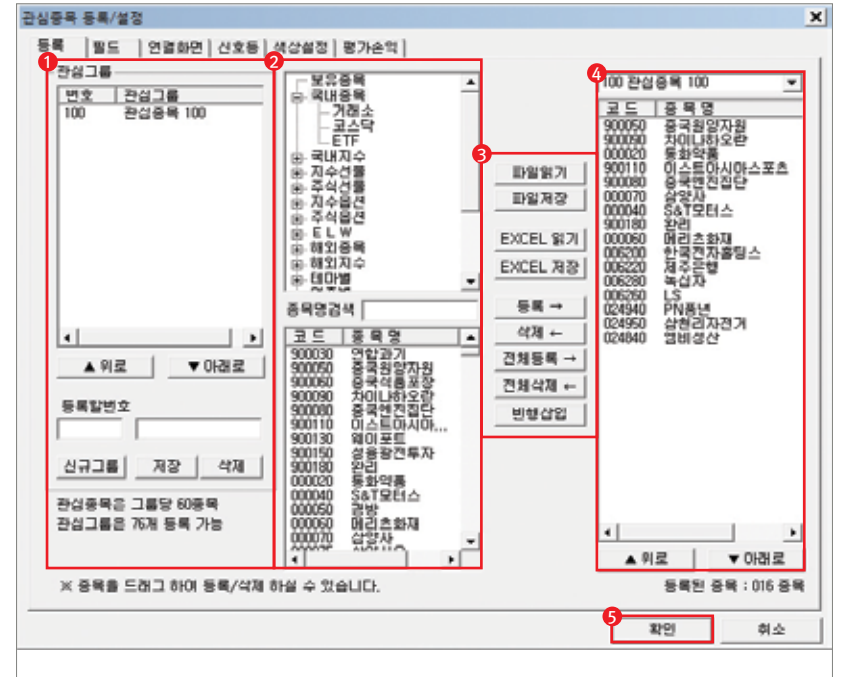 관심종목 등록/설정
등록 필드 연결화면 신호등 색상설정 평가손익
1
관심그룹
번호 관심그룹
100 관심종목 100
▲ 위로 ▼ 아래로
등록할번호
신규그룹 저장 삭제
관심종목은 그룹당 60종목
관심그룹은 76개 등록 가능
2
보유종목
국내종목
거래소
코스닥
ETF
국내지수
지수선물
주식선물
지수옵션
주식옵션
E L W
해외종목
해외지수
테마별
종목명검색
코드 종목명
900030 연합과기
900050 중국원양자원
900060 중국식품포장
900090 차이나하오란
900080 중국엔진집단
900110 이스트아시아...
900130 웨이포트
900150 성융광전투자
900180 완리
000020 동화약품
000040 S&T모터스
000050 경방
000060 메리츠화재
000070 삼양사
3
파일읽기
파일저장
EXCEL 읽기
EXCEL 저장
등록 →
삭제 ←
전체등록 →
전체삭제 ←
빈행삽입
4
100 관심종목 100
코드 종목명
900050 중국원양자원
900090 차이나하오란
000020 동화약품
900110 이스트아시아스포츠
900080 중국엔진집단
000070 삼양사
000040 S&T모터스
900180 완리
000060 메리츠화재
006200 한국전자홀딩스
006220 제주은행
006280 녹십자
006260 LS
024940 PN풍년
024950 삼천리자전거
024840 엠비성산
▲ 위로 ▼ 아래로
※ 종목을 드래그 하여 등록/삭제 하실 수 있습니다.
등록된 종목 : 016 종목
5
확인 취소